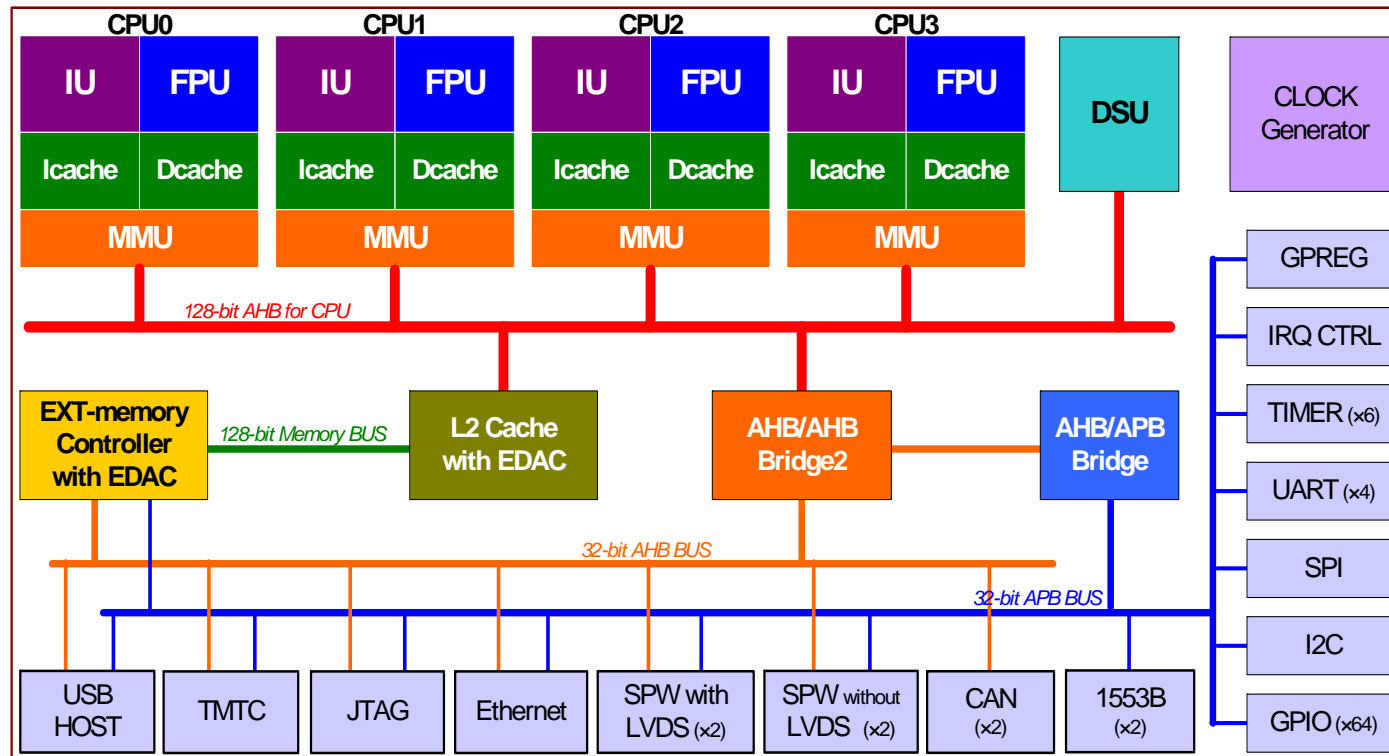 CPU0
CPU1
CPU2
CPU3
IU
FPU
IU
FPU
IU
FPU
IU
FPU
DSU
CLOCK
Generator
Icache
Dcache
Icache
Dcache
Icache
Dcache
Icache
Dcache
MMU
MMU
MMU
MMU
128-bit AHB for CPU
GPREG
IRQ CTRL
TIMER (×6)
UART (×4)
SPI
I2C
GPIO (×64)
EXT-memory
Controller
with EDAC
128-bit Memory BUS
L2 Cache
with EDAC
AHB/AHB
Bridge2
AHB/APB
Bridge
32-bit AHB BUS
32-bit APB BUS
USB
HOST
TMTC
JTAG
Ethernet
SPW with
LVDS (×2)
SPW without
LVDS (×2)
CAN
(×2)
1553B
(×2)